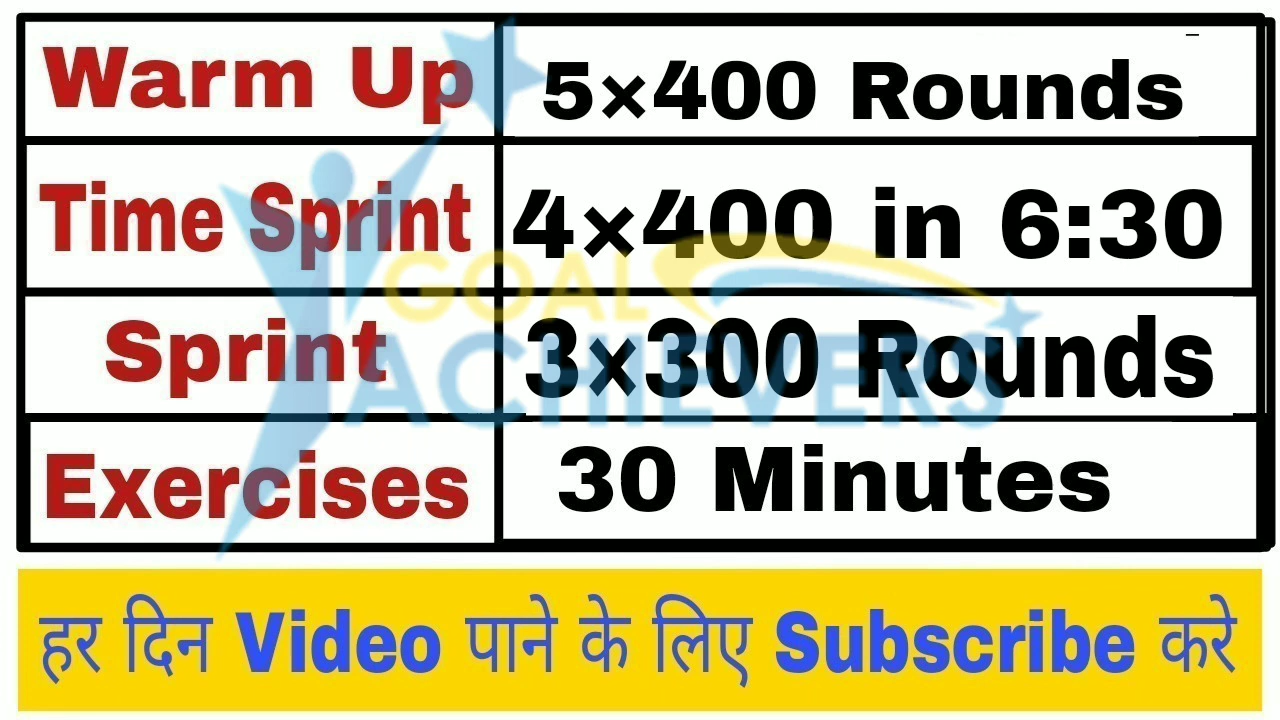 Warm Up 5×400 Rounds
Time Sprint 4×400 in 6:30
Sprint 3×300 Rounds
Exercises 30 Minutes
GOAL
ACHIEVERS
हर दिन Video पाने के लिए Subscribe करे